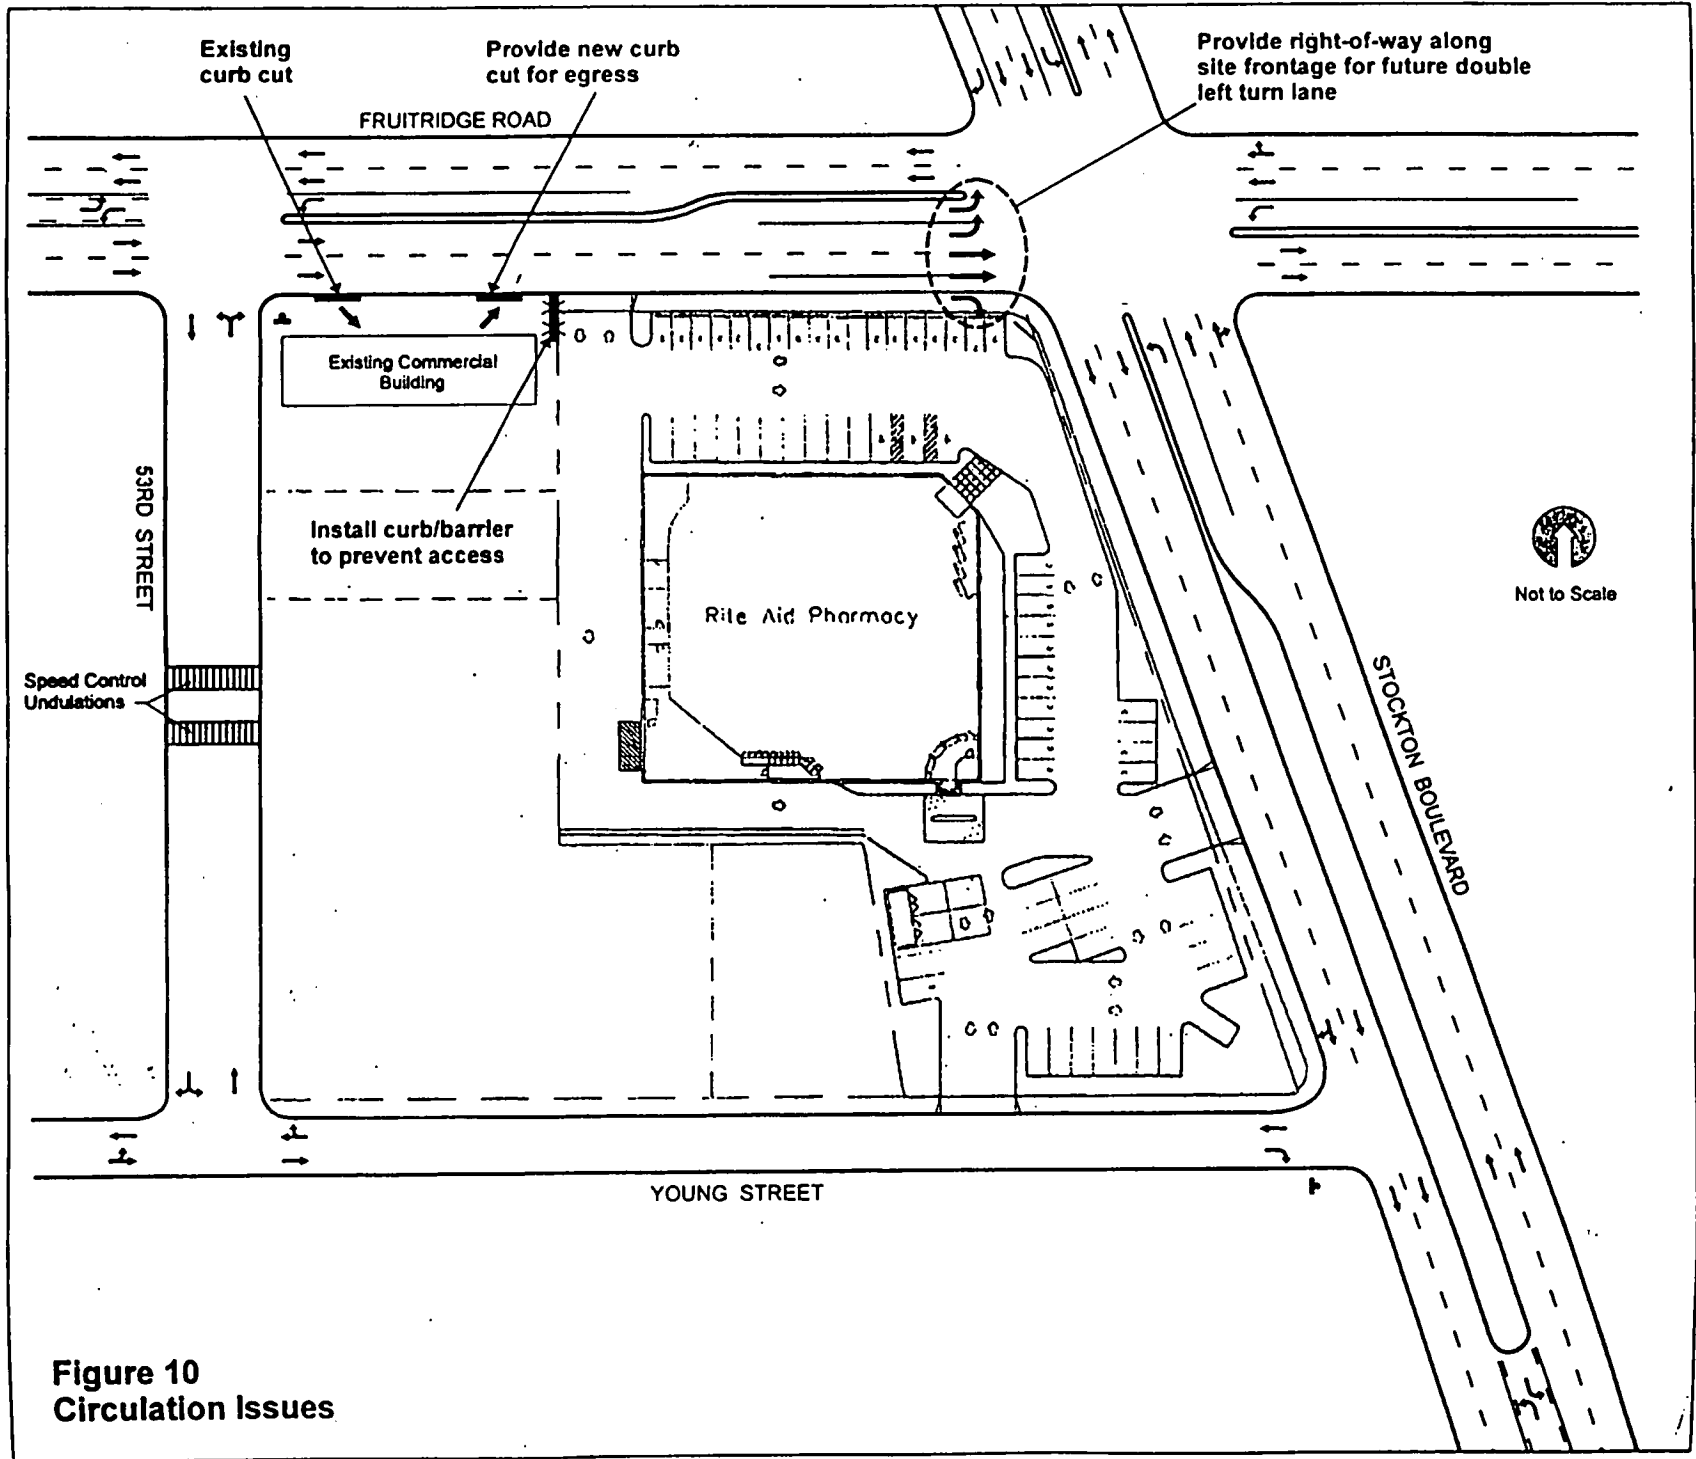 Existing
curb cut
Provide new curb
cut for egress
Provide right-of-way along
site frontage for future double
left turn lane
FRUITRIDGE ROAD
Existing Commercial
Building
53RD STREET
Install curb/barrier
to prevent access
Rite Aid Pharmacy
Not to Scale
Speed Control
Undulations
STOCKTON BOULEVARD
YOUNG STREET
Figure 10
Circulation Issues